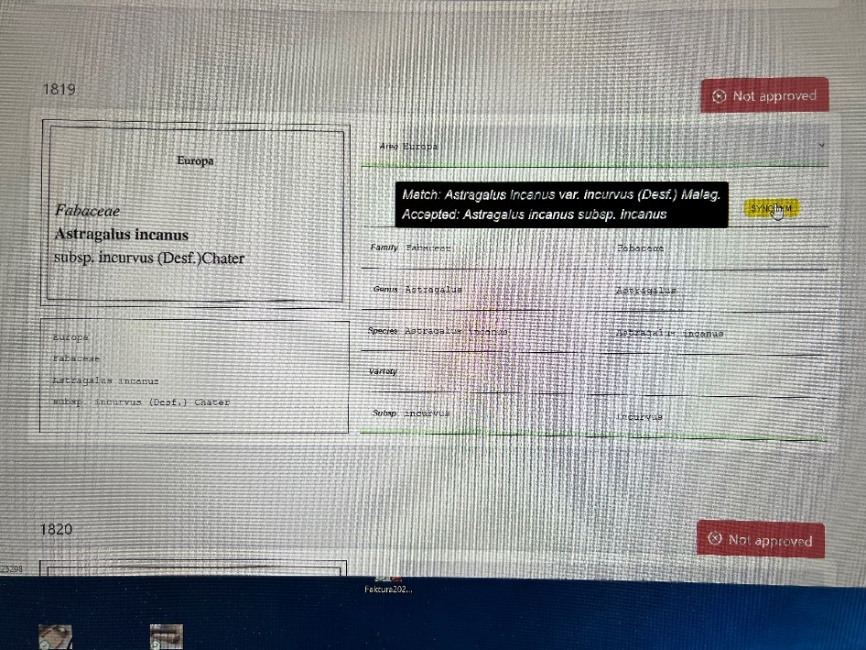 1819
Not approved
Europa
Fabaceae
Astragalus incanus
subsp. incurvus (Desf.)Chater
Area Europa
Match: Astragalus incanus var. incurvus (Desf.) Malag.
Accepted: Astragalus incanus subsp. incanus
SYNONYM
Family Fabaceae Fabaceae
Genus Astragalus Astragalus
Species Astragalus incanus Astragalus incanus
Variety
Subsp. incurvus incurvus
Europa
Fabaceae
Astragalus incanus
subsp. incurvus (Desf.) Chater
1820
Not approved
Faktura202...